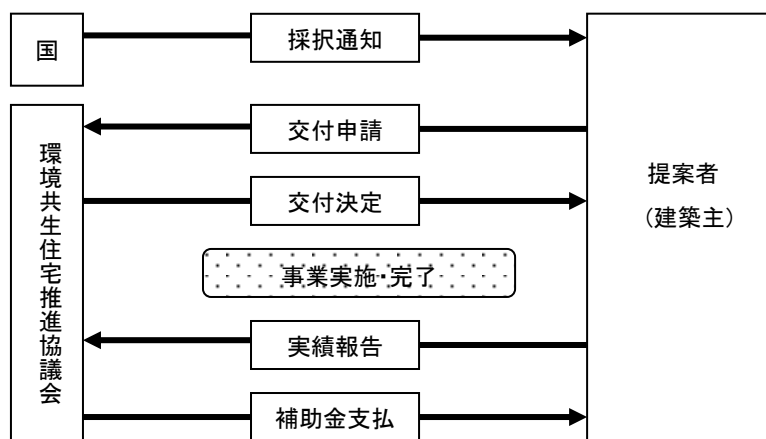 国
採択通知
交付申請
環境共生住宅推進協議会
交付決定
提案者
(建築主)
事業実施・完了
実績報告
補助金支払